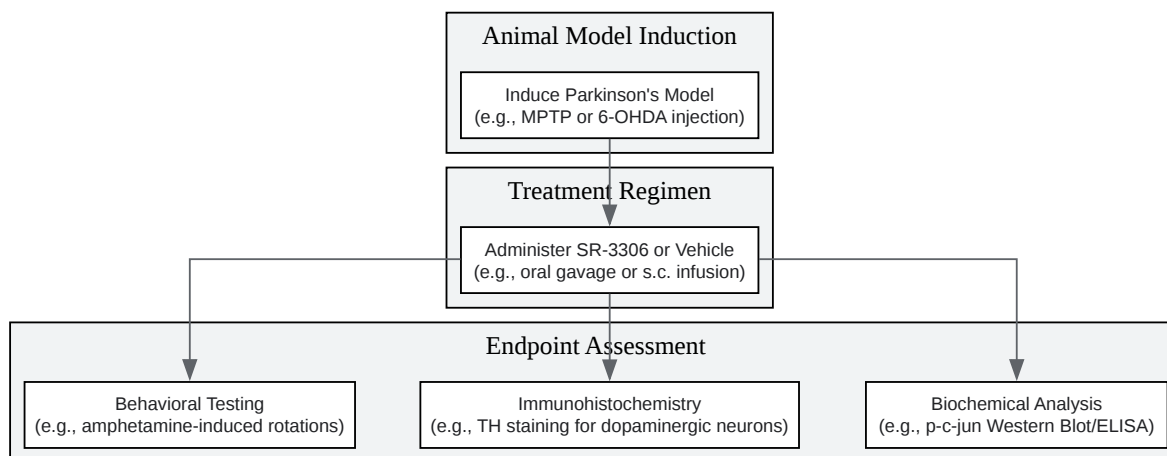 Animal Model Induction
Induce Parkinson's Model
(e.g., MPTP or 6-OHDA injection)
Treatment Regimen
Administer SR-3306 or Vehicle
(e.g., oral gavage or s.c. infusion)
Endpoint Assessment
Behavioral Testing
(e.g., amphetamine-induced rotations)
Immunohistochemistry
(e.g., TH staining for dopaminergic neurons)
Biochemical Analysis
(e.g., p-c-jun Western Blot/ELISA)